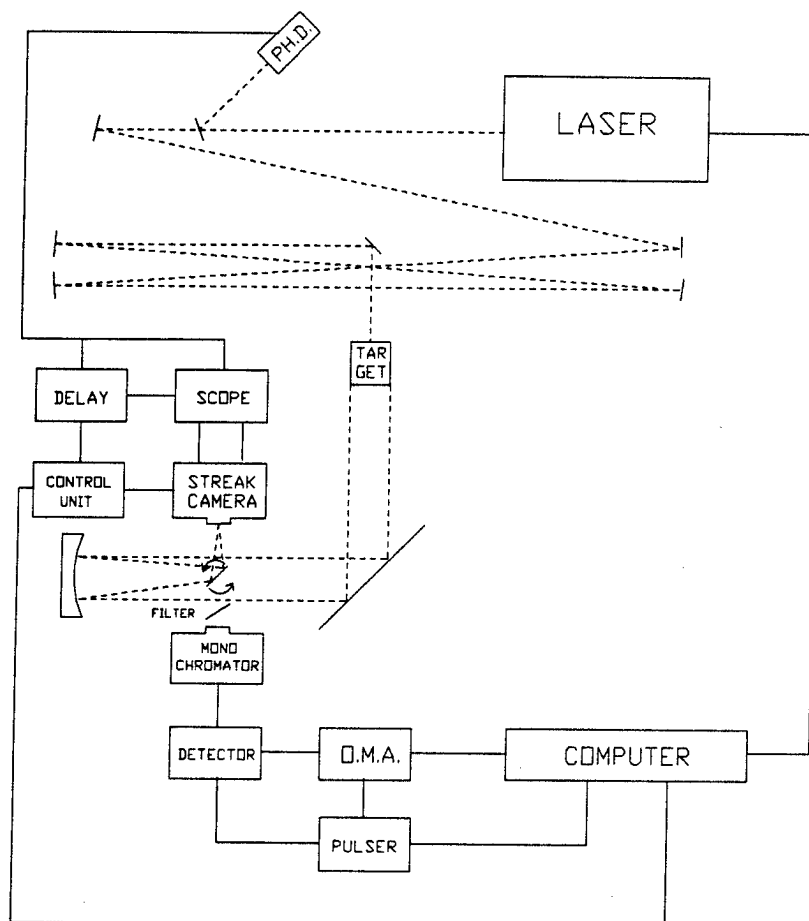 PH.D.
LASER
TAR
GET
DELAY
SCOPE
CONTROL
UNIT
STREAK
CAMERA
FILTER
MONO
CHROMATOR
DETECTOR
O.M.A.
COMPUTER
PULSER